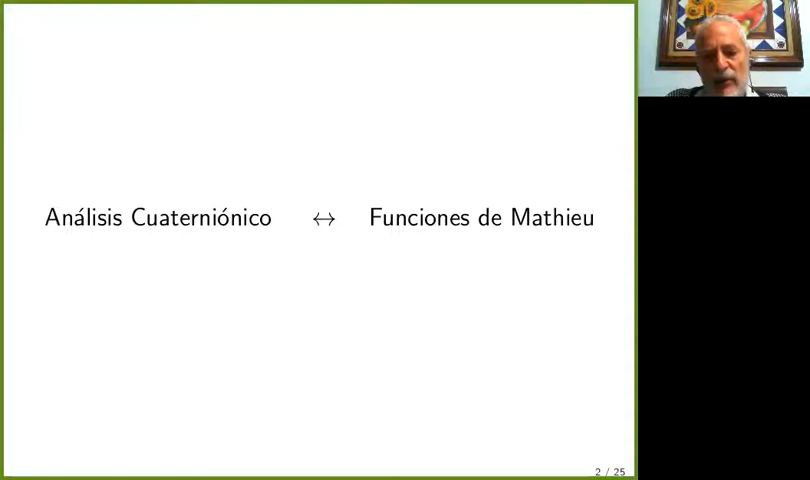 Análisis Cuaterniónico ↔ Funciones de Mathieu
2 / 25